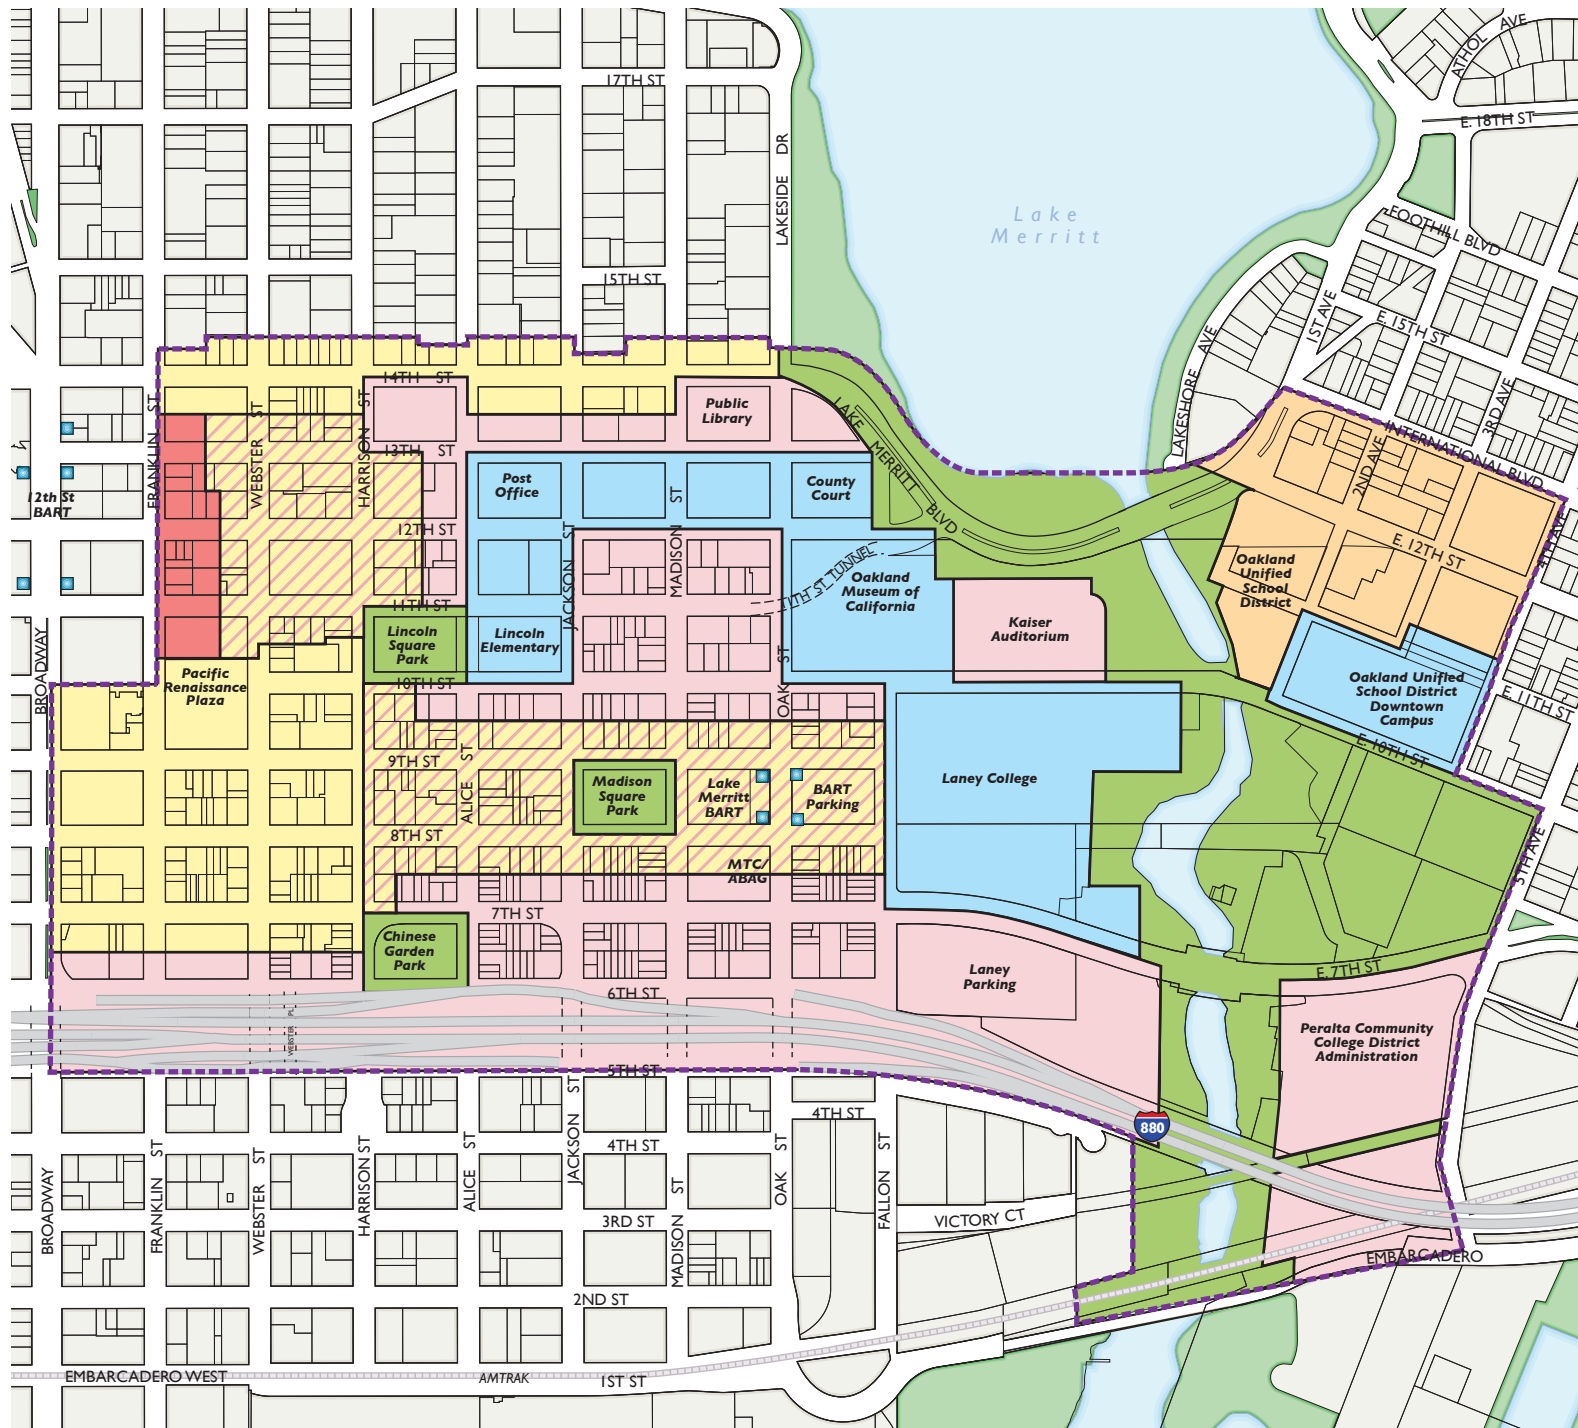 17TH ST
LAKESIDE DR
15TH ST
Lake
Merritt
ATHOL AVE
E. 18TH ST
FOOTHILL BLVD
1ST AVE
E. 15TH ST
LAKESHORE AVE
3RD AVE
INTERNATIONAL BLVD
2ND AVE
E. 12TH ST
4TH AVE
14TH ST
Public
Library
LAKE MERRITT BLVD
FRANKLIN ST
WEBSTER ST
HARRISON ST
13TH ST
12th St
BART
Post
Office
County
Court
12TH ST
JACKSON ST
MADISON ST
11TH ST TUNNEL
Oakland
Museum of
California
Oakland
Unified
School
District
Kaiser
Auditorium
11TH ST
Lincoln
Square
Park
Lincoln
Elementary
OAK ST
BROADWAY
Pacific
Renaissance
Plaza
10TH ST
Oakland Unified
School District
Downtown
Campus
E. 11TH ST
E. 10TH ST
9TH ST
ALICE ST
Madison
Square
Park
Lake
Merritt
BART
BART
Parking
Laney College
8TH ST
MTC/
ABAG
5TH AVE
7TH ST
Chinese
Garden
Park
Laney
Parking
E. 7TH ST
6TH ST
WEBSTER PL
Peralta Community
College District
Administration
5TH ST
880
4TH ST
4TH ST
BROADWAY
FRANKLIN ST
WEBSTER ST
HARRISON ST
ALICE ST
JACKSON ST
MADISON ST
OAK ST
FALLON ST
3RD ST
VICTORY CT
EMBARCADERO
2ND ST
EMBARCADERO WEST
AMTRAK
1ST ST